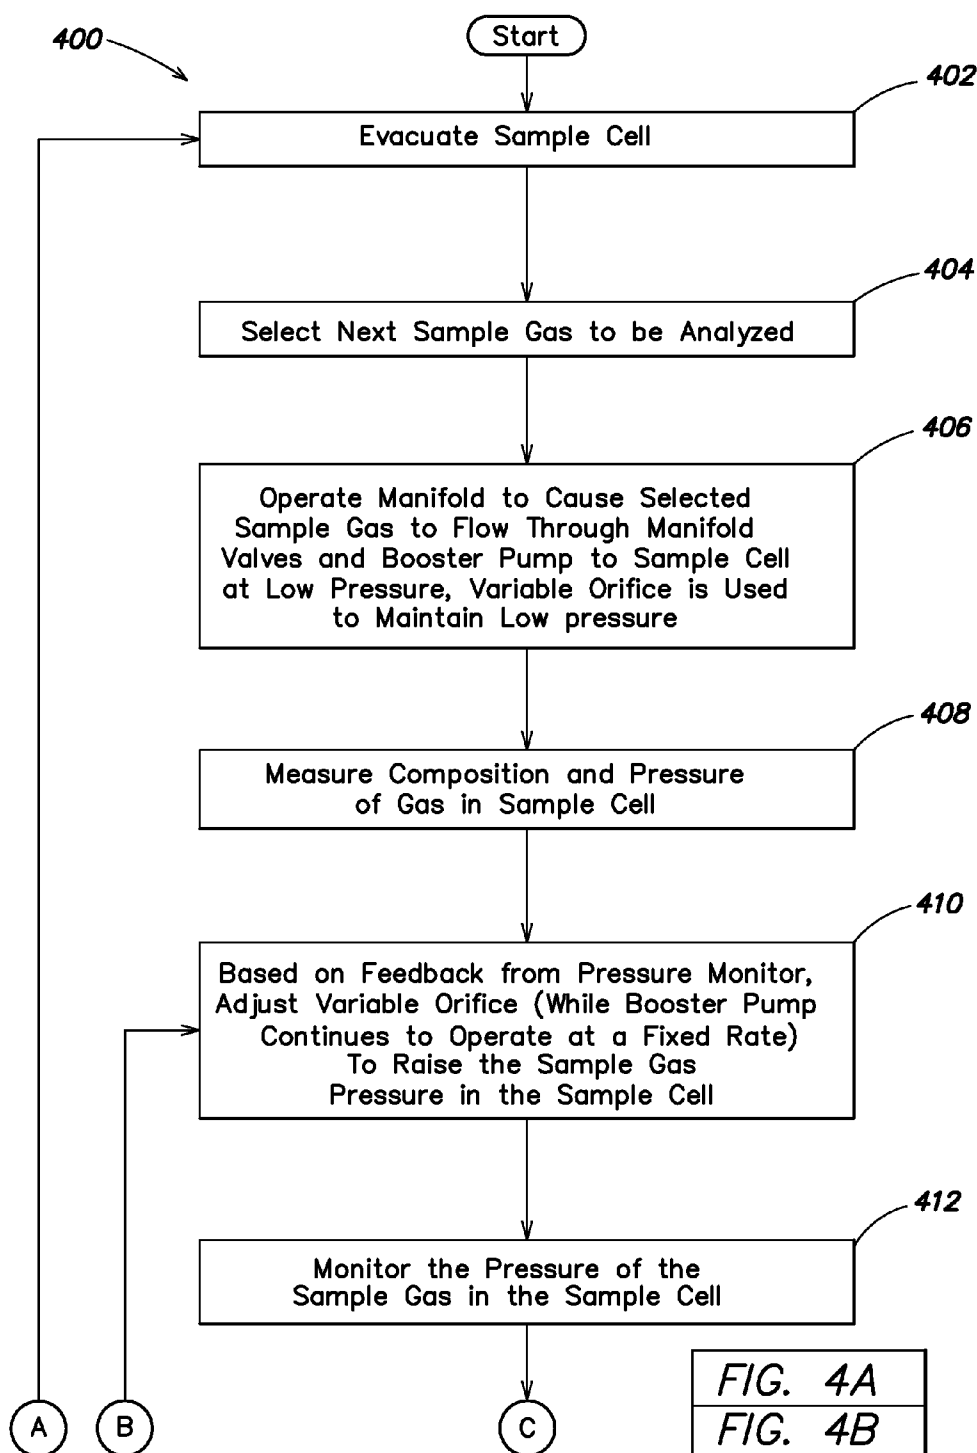 Start
400
402
Evacuate Sample Cell
404
Select Next Sample Gas to be Analyzed
406
Operate Manifold to Cause Selected
Sample Gas to Flow Through Manifold
Valves and Booster Pump to Sample Cell
at Low Pressure, Variable Orifice is Used
to Maintain Low pressure
408
Measure Composition and Pressure
of Gas in Sample Cell
410
Based on Feedback from Pressure Monitor,
Adjust Variable Orifice (While Booster Pump
Continues to Operate at a Fixed Rate)
To Raise the Sample Gas
Pressure in the Sample Cell
412
Monitor the Pressure of the
Sample Gas in the Sample Cell
A
B
C
FIG. 4A
FIG. 4B